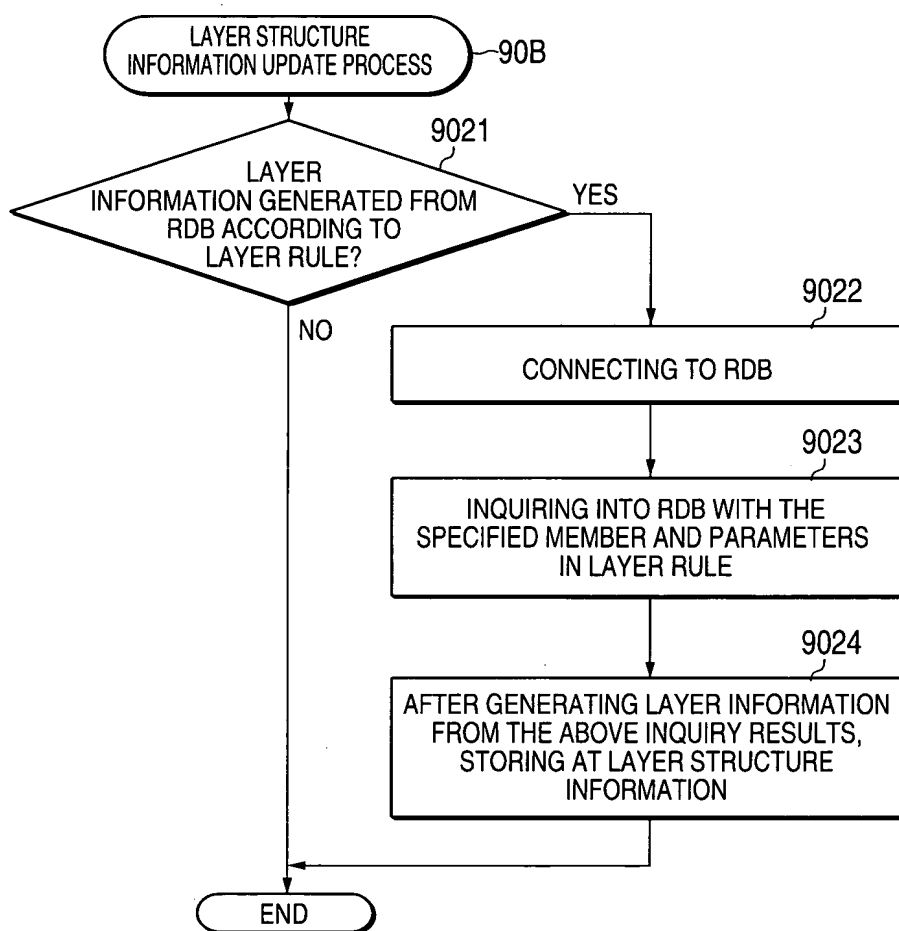 LAYER STRUCTURE
INFORMATION UPDATE PROCESS
90B
9021
LAYER
INFORMATION GENERATED FROM
RDB ACCORDING TO
LAYER RULE?
YES
NO
9022
CONNECTING TO RDB
9023
INQUIRING INTO RDB WITH THE
SPECIFIED MEMBER AND PARAMETERS
IN LAYER RULE
9024
AFTER GENERATING LAYER INFORMATION
FROM THE ABOVE INQUIRY RESULTS,
STORING AT LAYER STRUCTURE
INFORMATION
END